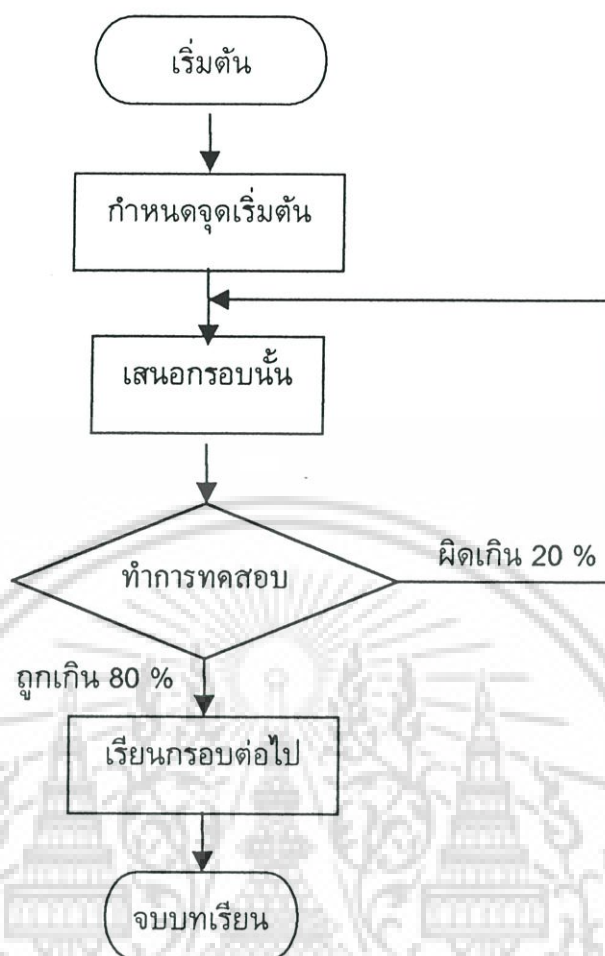 เริ่มต้น
กำหนดจุดเริ่มต้น
เสนอกรอบนั้น
ทำการทดสอบ
ผิดเกิน 20 %
ถูกเกิน 80 %
เรียนกรอบต่อไป
จบบทเรียน